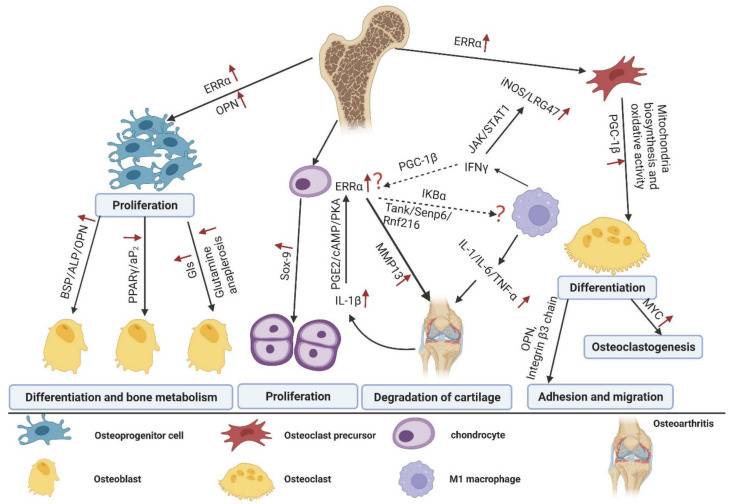 ERRα
OPN
ERRα
iNOS/LRG47
JAK/STAT1
IFNγ
PGC-1β
Mitochondria
biosynthesis and
oxidative activity
PGC-1β
Proliferation
ERRα
?
IKBα
Tank/Senp6/
Rnf216
?
BSP/ALP/OPN
PPARγ/aP2
Gls
Glutamine
anaplerosis
Sox-9
PGE2/cAMP/PKA
MMP13
IL-1/IL-6/TNF-α
IL-1β
Differentiation
OPN,
Integrin β3 chain
MYC
Osteoclastogenesis
Differentiation and bone metabolism
Proliferation
Degradation of cartilage
Adhesion and migration
Osteoprogenitor cell
Osteoclast precursor
chondrocyte
Osteoarthritis
Osteoblast
Osteoclast
M1 macrophage